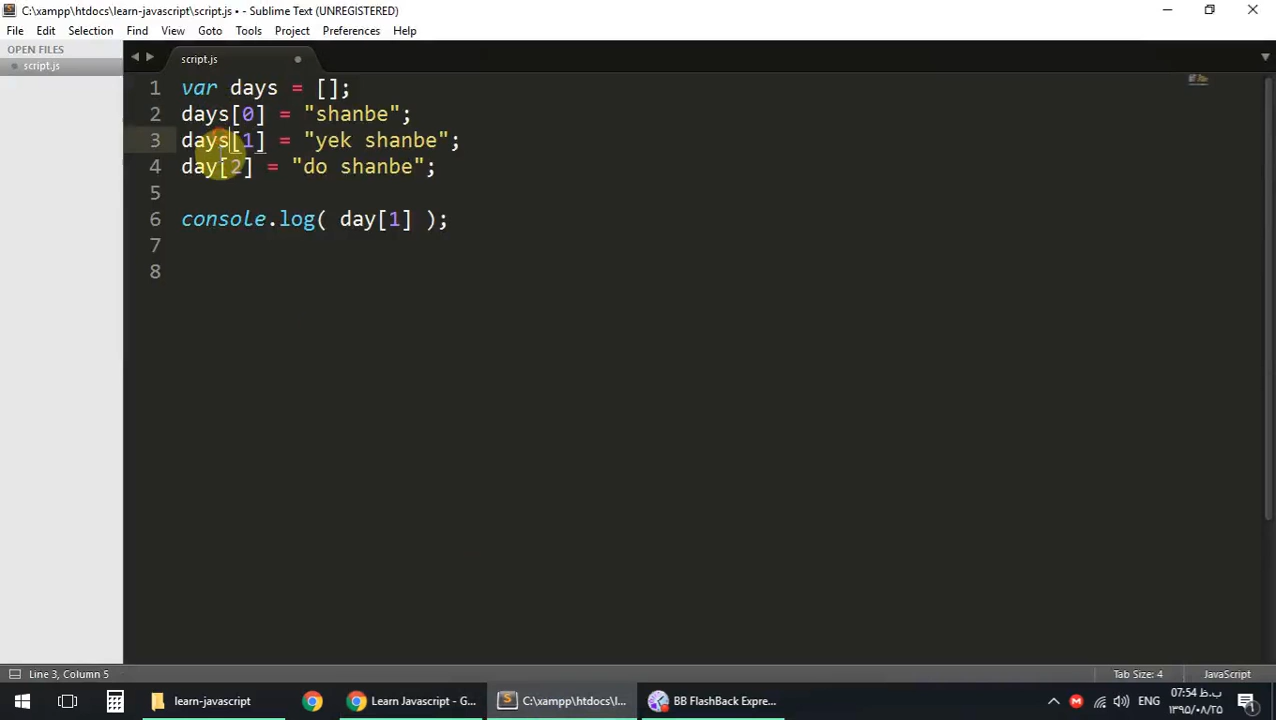 C:\xampp\htdocs\learn-javascript\script.js • - Sublime Text (UNREGISTERED)
File Edit Selection Find View Goto Tools Project Preferences Help
OPEN FILES
script.js
script.js
1 var days = [];
2 days[0] = "shanbe";
3 days[1] = "yek shanbe";
4 day[2] = "do shanbe";
5
6 console.log( day[1] );
7
8
Line 3, Column 5
Tab Size: 4
JavaScript
learn-javascript
Learn Javascript - G...
C:\xampp\htdocs\l...
BB FlashBack Expre...
ENG
07:54 ب.ظ
۱۳۹۵/۰۸/۲۵